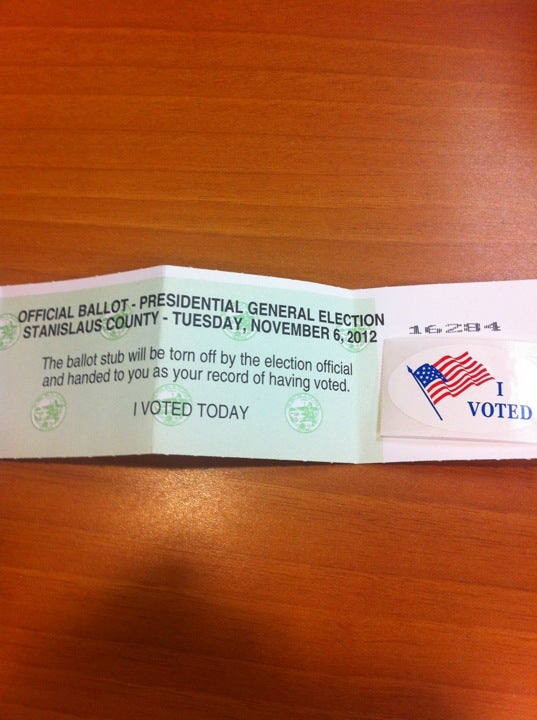 OFFICIAL BALLOT - PRESIDENTIAL GENERAL ELECTION
STANISLAUS COUNTY - TUESDAY, NOVEMBER 6, 2012
16284
The ballot stub will be torn off by the election official
and handed to you as your record of having voted.
I VOTED TODAY
I
VOTED